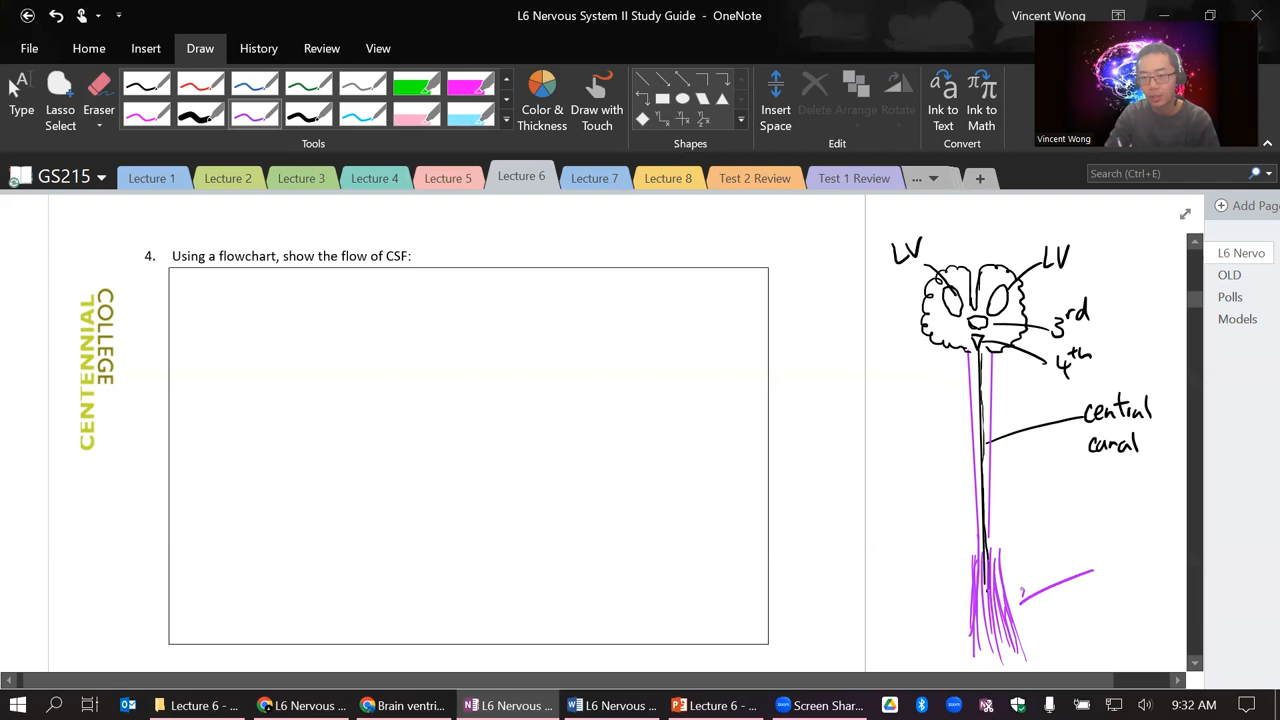 L6 Nervous System II Study Guide - OneNote
Vincent Wong
File
Home
Insert
Draw
History
Review
View
Type
Lasso
Select
Eraser
Color &
Thickness
Draw with
Touch
Insert
Space
Delete
Arrange
Rotate
Ink to
Text
Ink to
Math
Tools
Shapes
Edit
Convert
Vincent Wong
GS215
Lecture 1
Lecture 2
Lecture 3
Lecture 4
Lecture 5
Lecture 6
Lecture 7
Lecture 8
Test 2 Review
Test 1 Review
...
Search (Ctrl+E)
Add Pag
L6 Nervo
OLD
Polls
Models
4. Using a flowchart, show the flow of CSF:
CENTENNIAL
COLLEGE
LV
LV
3rd
4th
central
canal
Lecture 6 - ...
L6 Nervous ...
Brain ventri...
L6 Nervous ...
L6 Nervous ...
Lecture 6 - ...
Screen Shar...
9:32 AM